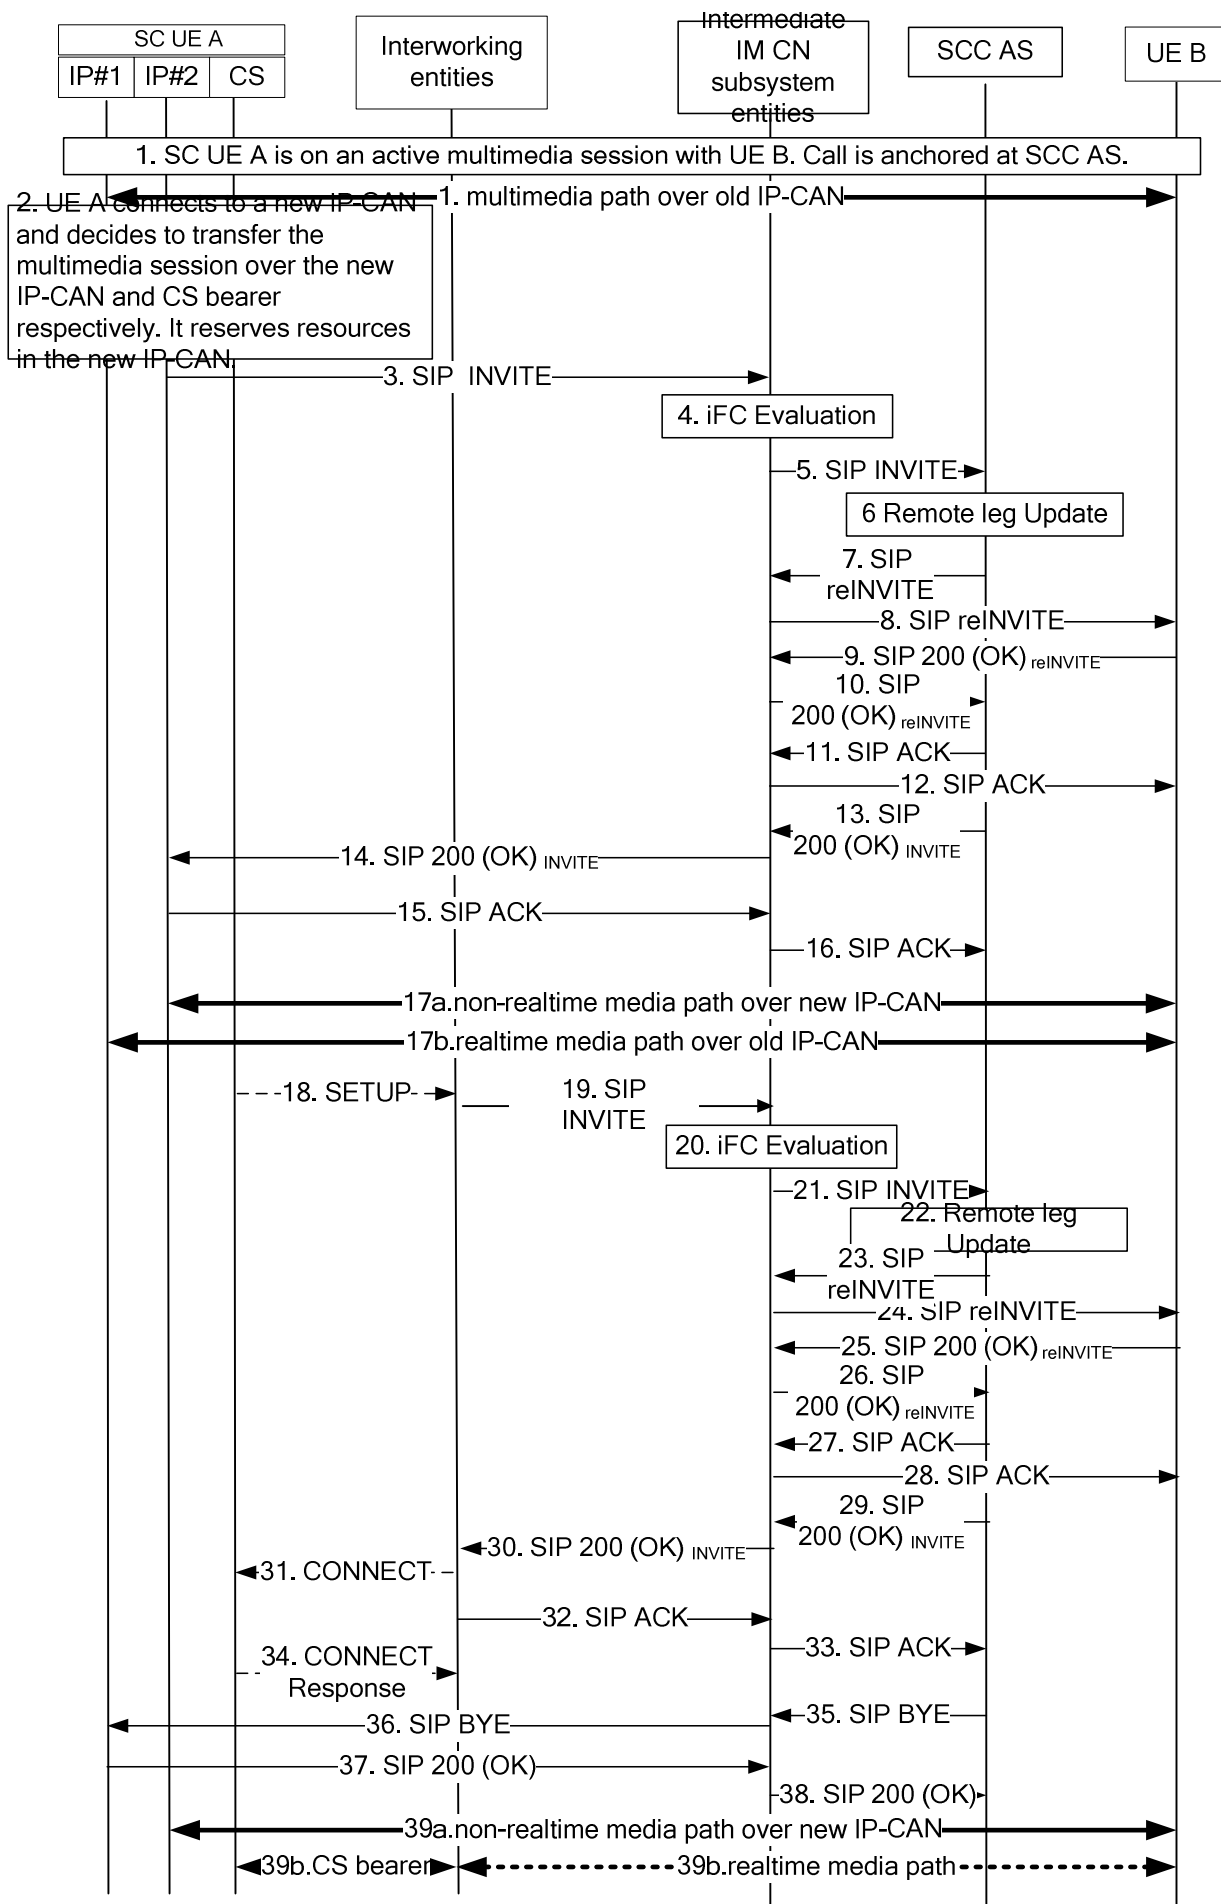 SC UE A
IP#1
IP#2
CS
Interworking
entities
Intermediate
IM CN
subsystem
entities
SCC AS
UE B
1. SC UE A is on an active multimedia session with UE B. Call is anchored at SCC AS.
1. multimedia path over old IP-CAN
2. UE A connects to a new IP-CAN
and decides to transfer the
multimedia session over the new
IP-CAN and CS bearer
respectively. It reserves resources
in the new IP-CAN.
3. SIP  INVITE
4. iFC Evaluation
5. SIP INVITE
6 Remote leg Update
7. SIP
reINVITE
8. SIP reINVITE
9. SIP 200 (OK) reINVITE
10. SIP
200 (OK) reINVITE
11. SIP ACK
12. SIP ACK
13. SIP
200 (OK) INVITE
14. SIP 200 (OK) INVITE
15. SIP ACK
16. SIP ACK
17a.non-realtime media path over new IP-CAN
17b.realtime media path over old IP-CAN
18. SETUP
19. SIP
INVITE
20. iFC Evaluation
21. SIP INVITE
22. Remote leg
Update
23. SIP
reINVITE
24. SIP reINVITE
25. SIP 200 (OK) reINVITE
26. SIP
200 (OK) reINVITE
27. SIP ACK
28. SIP ACK
29. SIP
200 (OK) INVITE
30. SIP 200 (OK) INVITE
31. CONNECT
32. SIP ACK
33. SIP ACK
34. CONNECT
Response
35. SIP BYE
36. SIP BYE
37. SIP 200 (OK)
38. SIP 200 (OK)
39a.non-realtime media path over new IP-CAN
39b.CS bearer
39b.realtime media path